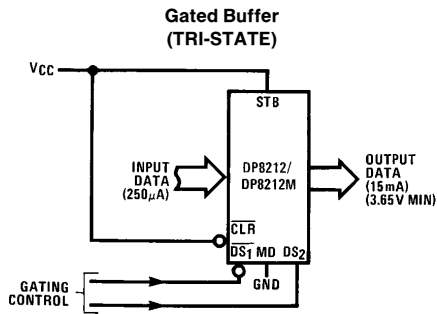 Gated Buffer
(TRI-STATE)
VCC
STB
INPUT
DATA
(250μA)
DP8212/
DP8212M
OUTPUT
DATA
(15mA)
(3.65V MIN)
CLR
DS1 MD DS2
GATING
CONTROL
GND